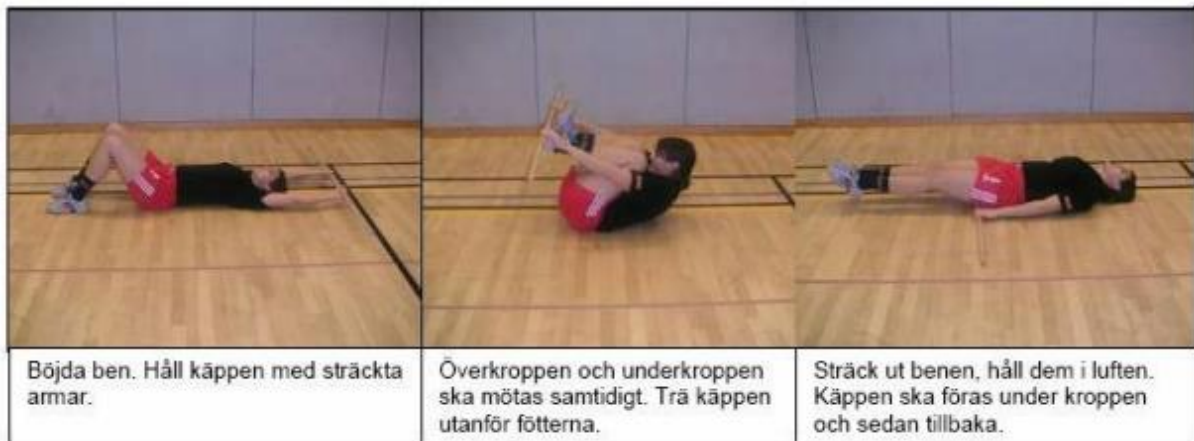 Böjda ben. Håll käppen med sträckta
armar.
Överkroppen och underkroppen
ska mötas samtidigt. Trä käppen
utanför fötterna.
Sträck ut benen, håll dem i luften.
Käppen ska föras under kroppen
och sedan tillbaka.